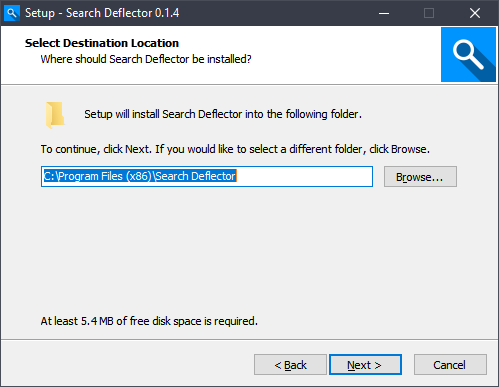 Setup - Search Deflector 0.1.4
Select Destination Location
Where should Search Deflector be installed?
Setup will install Search Deflector into the following folder.
To continue, click Next. If you would like to select a different folder, click Browse.
C:\Program Files (x86)\Search Deflector
Browse...
At least 5.4 MB of free disk space is required.
< Back
Next >
Cancel